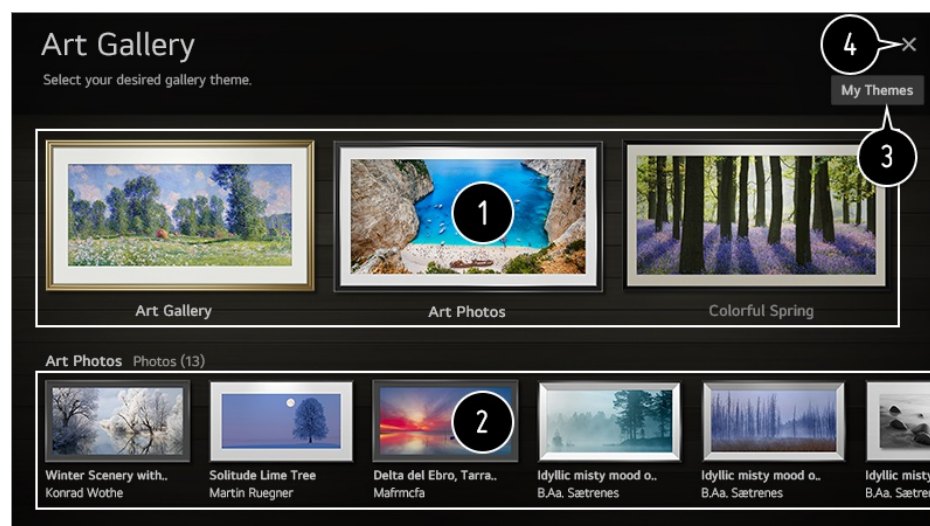 Art Gallery
Select your desired gallery theme.
4
My Themes
3
1
Art Gallery
Art Photos
Colorful Spring
Art Photos Photos (13)
2
Winter Scenery with..
Konrad Wothe
Solitude Lime Tree
Martin Ruegner
Delta del Ebro, Tarra..
Mafrmcfa
Idyllic misty mood o..
B.Aa. Sætrenes
Idyllic misty mood o..
B.Aa. Sætrenes
Idyllic misty
B.Aa. Sætren